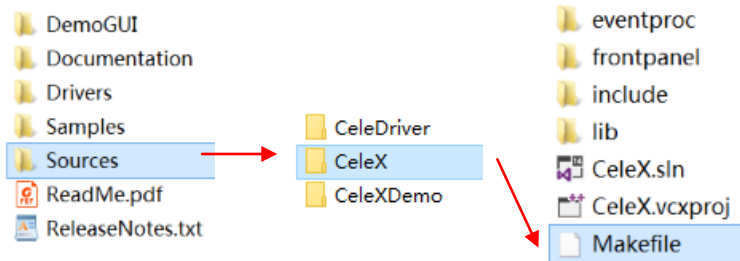 DemoGUI
Documentation
Drivers
Samples
Sources
ReadMe.pdf
ReleaseNotes.txt
CeleDriver
CeleX
CeleXDemo
eventproc
frontpanel
include
lib
CeleX.sln
CeleX.vcxproj
Makefile